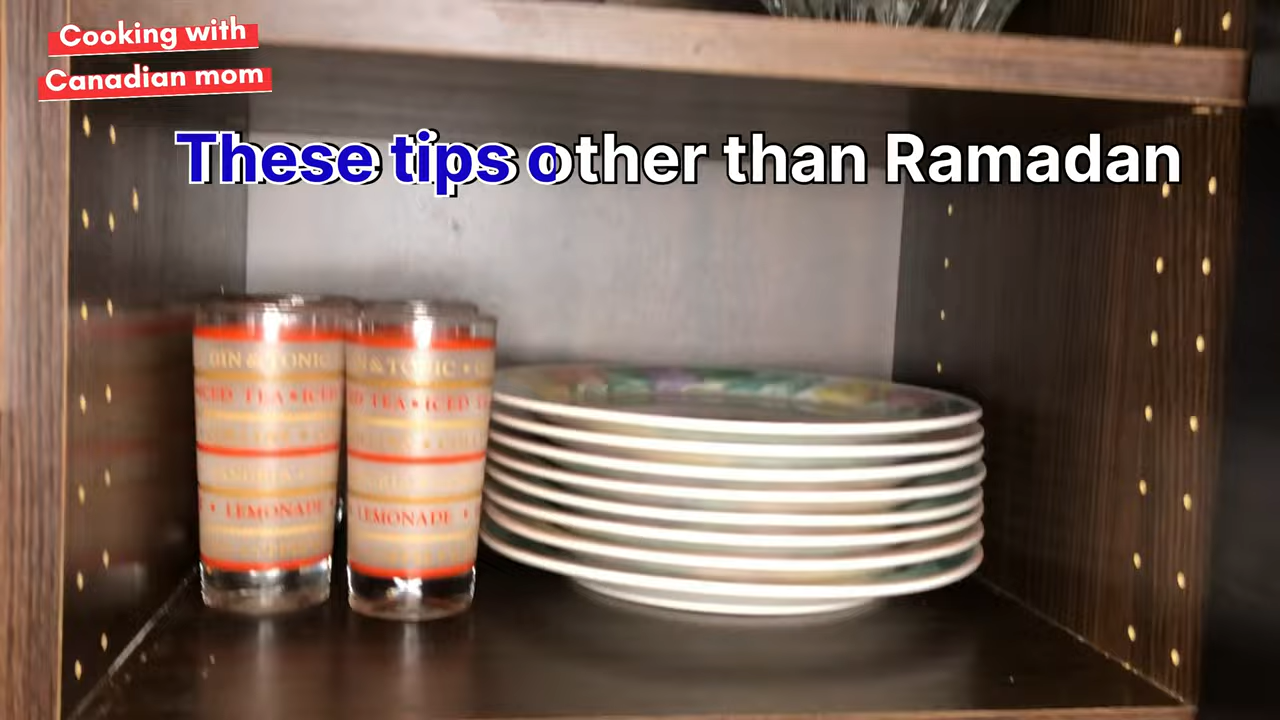 Cooking with
Canadian mom
These tips other than Ramadan
GIN & TONIC
N & TONIC •
ICED TEA • ICED
ED TEA • ICED TE
• LEMONADE
LEMONADE •